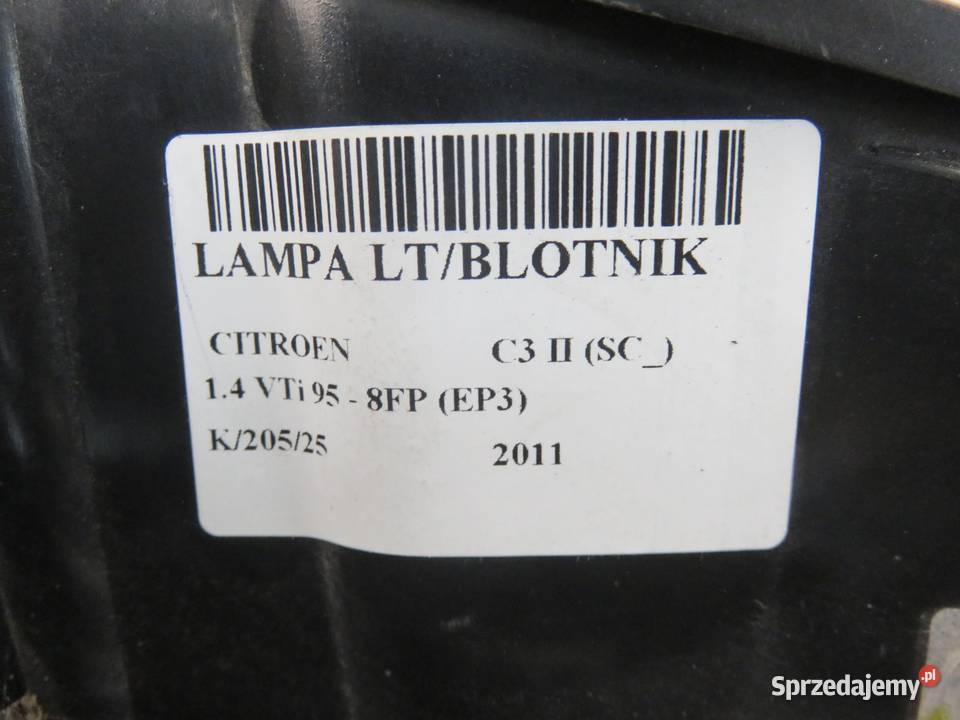 LAMPA LT/BLOTNIK
CITROEN C3 II (SC_)
1.4 VTi 95 - 8FP (EP3)
K/205/25 2011
Sprzedajemy.pl